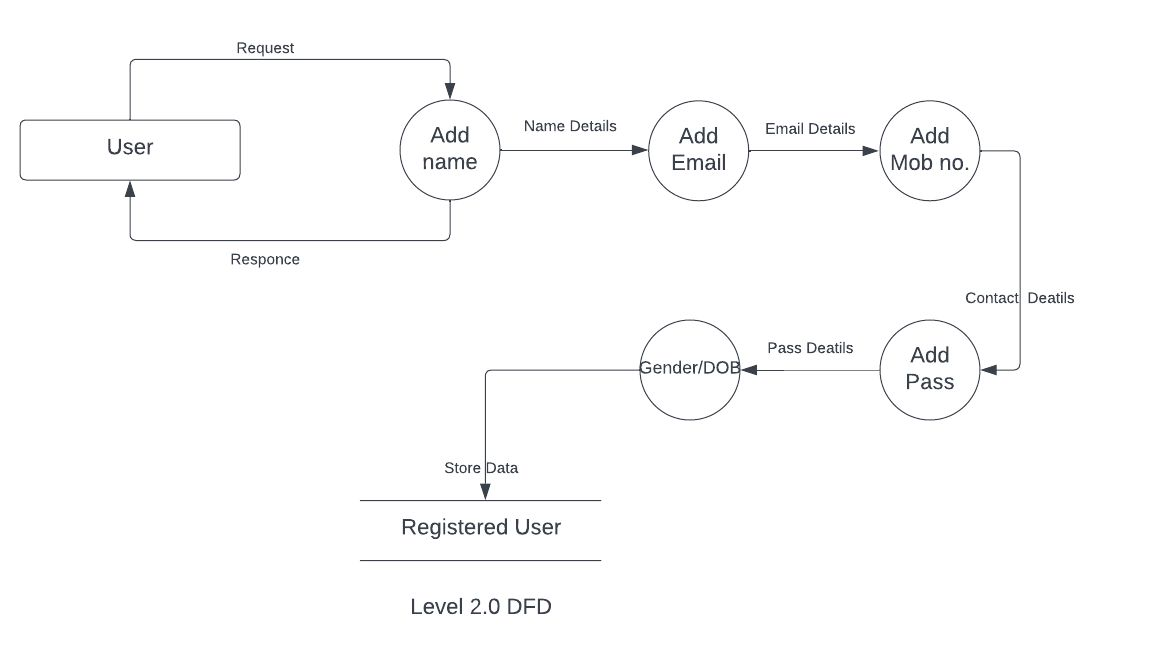 Request
User
Add
name
Name Details
Add
Email
Email Details
Add
Mob no.
Responce
Contact Deatils
Gender/DOB
Pass Deatils
Add
Pass
Store Data
Registered User
Level 2.0 DFD